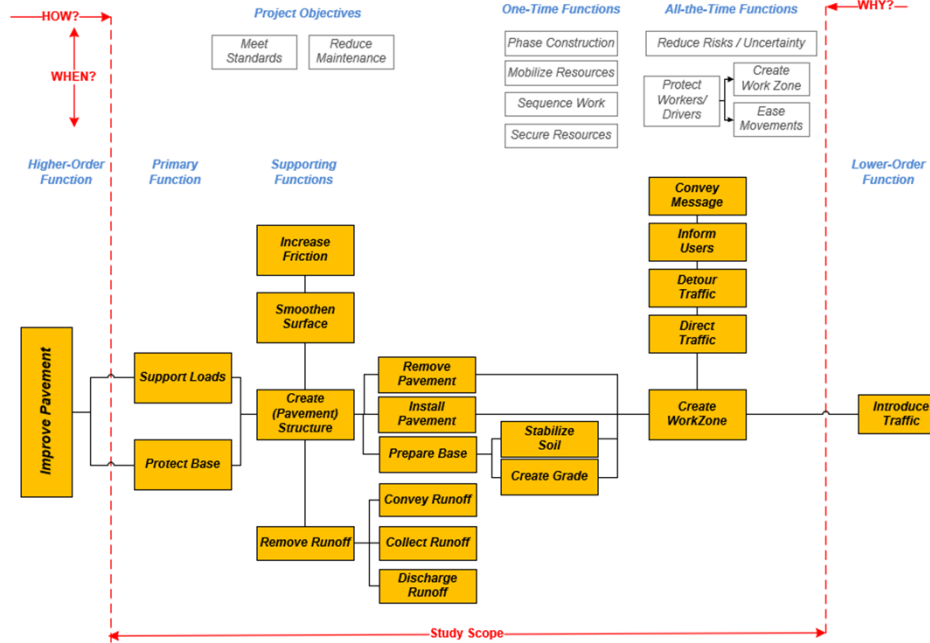 HOW?
WHEN?
Project Objectives
Meet
Standards
Reduce
Maintenance
One-Time Functions
Phase Construction
Mobilize Resources
Sequence Work
Secure Resources
All-the-Time Functions
Reduce Risks / Uncertainty
Protect
Workers/
Drivers
Create
Work Zone
Ease
Movements
WHY?
Higher-Order
Function
Primary
Function
Supporting
Functions
Lower-Order
Function
Improve Pavement
Support Loads
Protect Base
Increase
Friction
Smoothen
Surface
Create
(Pavement)
Structure
Remove Runoff
Remove
Pavement
Install
Pavement
Prepare Base
Convey Runoff
Collect Runoff
Discharge
Runoff
Stabilize
Soil
Create Grade
Convey
Message
Inform
Users
Detour
Traffic
Direct
Traffic
Create
WorkZone
Introduce
Traffic
Study Scope